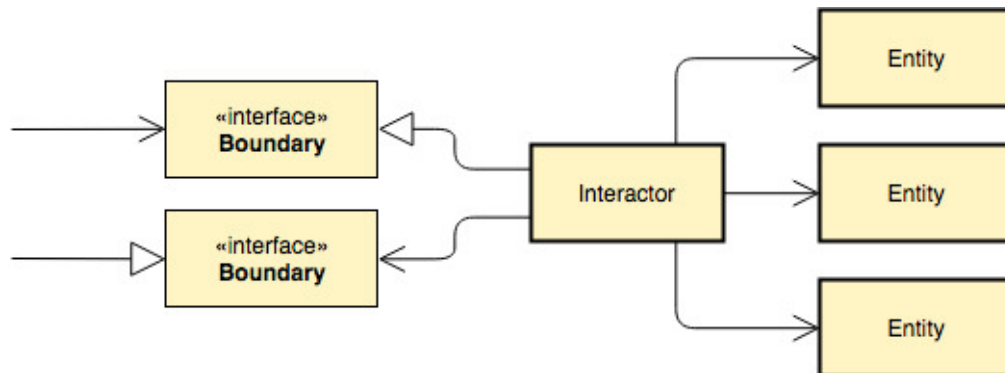 «interface»
Boundary
«interface»
Boundary
Interactor
Entity
Entity
Entity